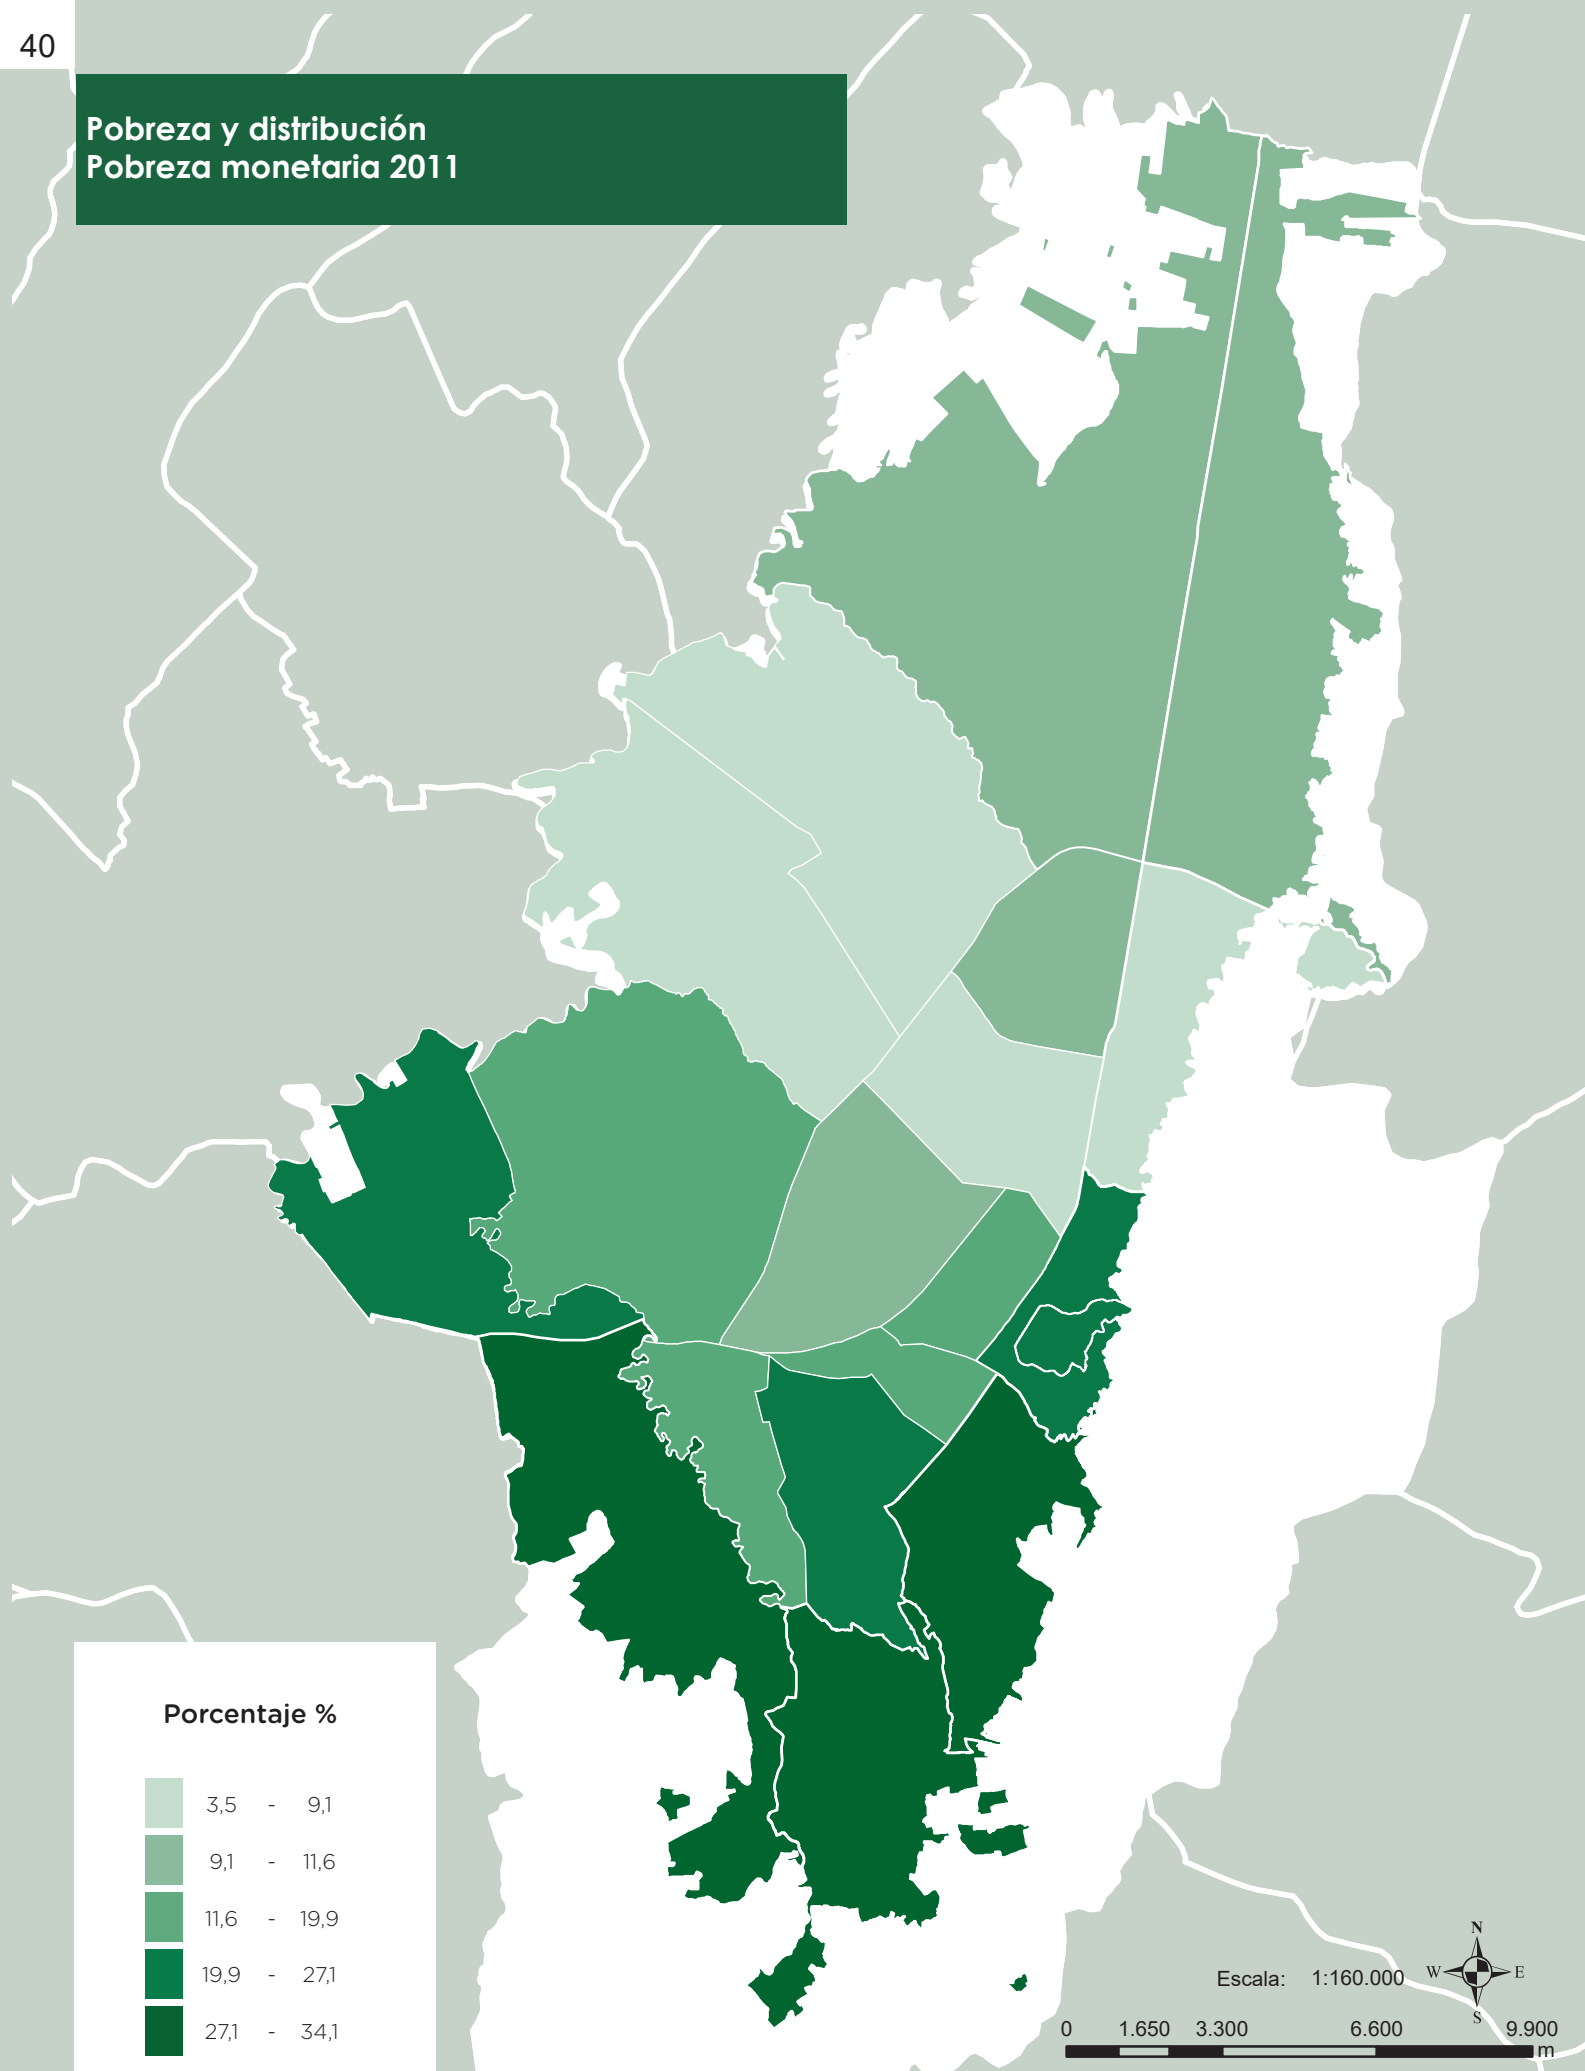 40
Pobreza y distribución
Pobreza monetaria 2011
Porcentaje %
3,5 - 9,1
9,1 - 11,6
11,6 - 19,9
19,9 - 27,1
27,1 - 34,1
Escala: 1:160.000
N
W E
S
0 1.650 3.300 6.600 9.900
m